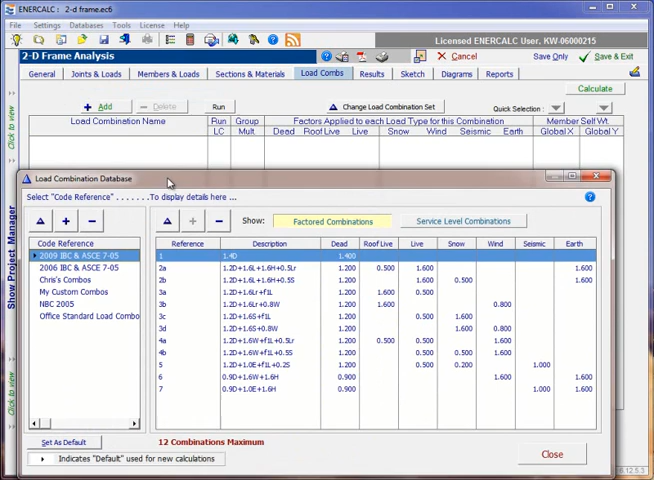 ENERCALC - C:\2-d frame.ec6
File Settings Databases Tools License Help
Licensed ENERCALC User. KW-06000215
2-D Frame Analysis
Cancel Save Only Save & Exit
General Joints & Loads Members & Loads Sections & Materials Load Combs Results Sketch Diagrams Reports
Calculate
Add Delete Run Change Load Combination Set Quick Selection :
Load Combination Name Run LC Group Mult Factors Applied to each Load Type for this Combination Member Self Wt.
Dead Roof Live Live Snow Wind Seismic Earth Global X Global Y
Click to view
Show Project Manager
Click to view
Load Combination Database
Select "Code Reference" . . . . . . .To display details here ...
Show: Factored Combinations Service Level Combinations
Code Reference
2009 IBC & ASCE 7-05
2006 IBC & ASCE 7-05
Chris's Combos
My Custom Combos
NBC 2005
Office Standard Load Combo
Reference Description Dead Roof Live Live Snow Wind Seismic Earth
1 1.4D 1.400
2a 1.2D+1.6L+1.6H+0.5Lr 1.200 0.500 1.600 1.600
2b 1.2D+1.6L+1.6H+0.5S 1.200 1.600 0.500 1.600
3a 1.2D+1.6Lr+f1L 1.200 1.600 0.500
3b 1.2D+1.6Lr+0.8W 1.200 1.600 0.800
3c 1.2D+1.6S+f1L 1.200 0.500 1.600
3d 1.2D+1.6S+0.8W 1.200 1.600 0.800
4a 1.2D+1.6W+f1L+0.5Lr 1.200 0.500 0.500 1.600
4b 1.2D+1.6W+f1L+0.5S 1.200 0.500 0.500 1.600
5 1.2D+1.0E+f1L+0.2S 1.200 0.500 0.200 1.000
6 0.9D+1.6W+1.6H 0.900 1.600 1.600
7 0.9D+1.0E+1.6H 0.900 1.000 1.600
Set As Default
12 Combinations Maximum
Close
Indicates "Default" used for new calculations
6.12.5.3